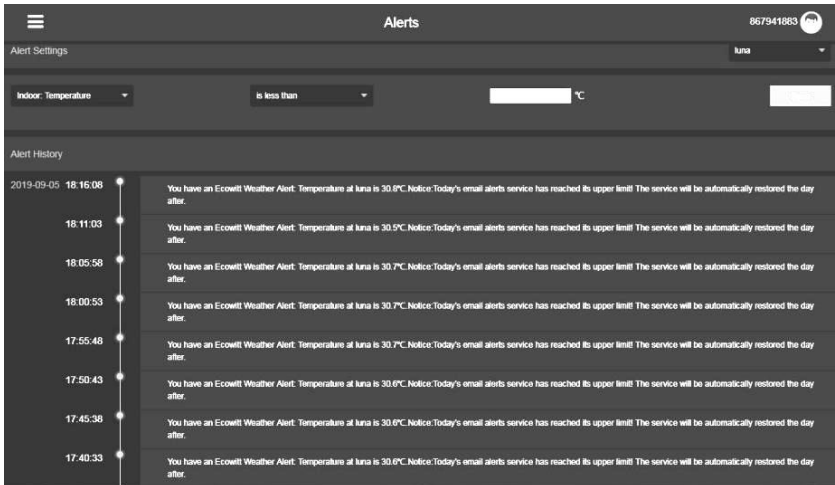 Alerts
867941883
Alert Settings
luna
Indoor: Temperature
is less than
℃
Alert History
2019-09-05 18:16:08
You have an Ecowitt Weather Alert: Temperature at luna is 30.8℃.Notice:Today's email alerts service has reached its upper limit! The service will be automatically restored the day
after.
18:11:03
You have an Ecowitt Weather Alert: Temperature at luna is 30.5℃.Notice:Today's email alerts service has reached its upper limit! The service will be automatically restored the day
after.
18:05:58
You have an Ecowitt Weather Alert: Temperature at luna is 30.7℃.Notice:Today's email alerts service has reached its upper limit! The service will be automatically restored the day
after.
18:00:53
You have an Ecowitt Weather Alert: Temperature at luna is 30.7℃.Notice:Today's email alerts service has reached its upper limit! The service will be automatically restored the day
after.
17:55:48
You have an Ecowitt Weather Alert: Temperature at luna is 30.7℃.Notice:Today's email alerts service has reached its upper limit! The service will be automatically restored the day
after.
17:50:43
You have an Ecowitt Weather Alert: Temperature at luna is 30.6℃.Notice:Today's email alerts service has reached its upper limit! The service will be automatically restored the day
after.
17:45:38
You have an Ecowitt Weather Alert: Temperature at luna is 30.6℃.Notice:Today's email alerts service has reached its upper limit! The service will be automatically restored the day
after.
17:40:33
You have an Ecowitt Weather Alert: Temperature at luna is 30.6℃.Notice:Today's email alerts service has reached its upper limit! The service will be automatically restored the day
after.